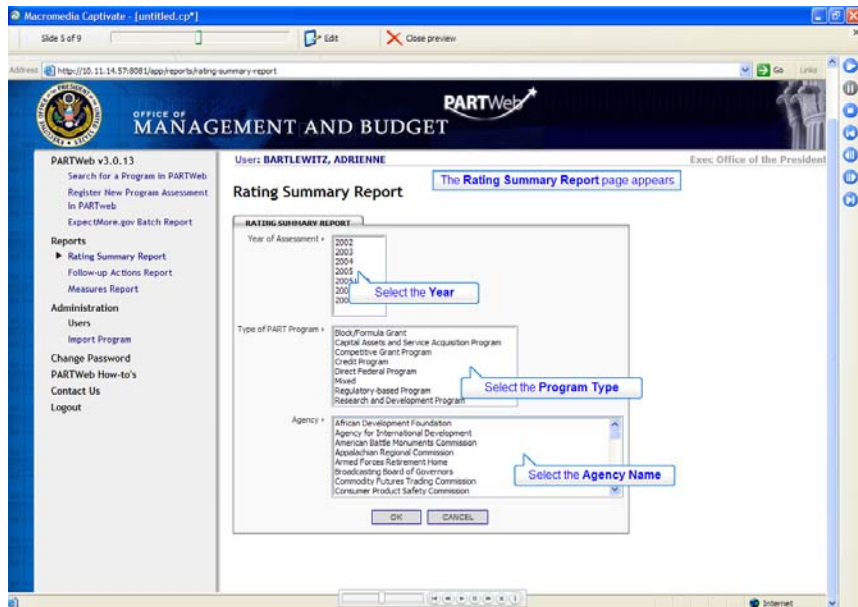 Macromedia Captivate - [untitled.cp*]
Slide 5 of 9
Edit
Close preview
Address
http://10.11.14.57:8081/app/reports/rating-summary-report
Go
Links
OFFICE OF
MANAGEMENT AND BUDGET
PARTWeb
PARTWeb v3.0.13
Search for a Program in PARTWeb
Register New Program Assessment
in PARTweb
ExpectMore.gov Batch Report
Reports
Rating Summary Report
Follow-up Actions Report
Measures Report
Administration
Users
Import Program
Change Password
PARTWeb How-to's
Contact Us
Logout
User: BARTLEWITZ, ADRIENNE
Exec Office of the President
The Rating Summary Report page appears
Rating Summary Report
RATING SUMMARY REPORT
Year of Assessment
2002
2003
2004
2005
Select the Year
Type of PART Program
Block/Formula Grant
Capital Assets and Service Acquisition Program
Competitive Grant Program
Credit Program
Direct Federal Program
Mixed
Regulatory-based Program
Research and Development Program
Select the Program Type
Agency
African Development Foundation
Agency for International Development
American Battle Monuments Commission
Appalachian Regional Commission
Armed Forces Retirement Home
Broadcasting Board of Governors
Commodity Futures Trading Commission
Consumer Product Safety Commission
Select the Agency Name
OK
CANCEL
Internet